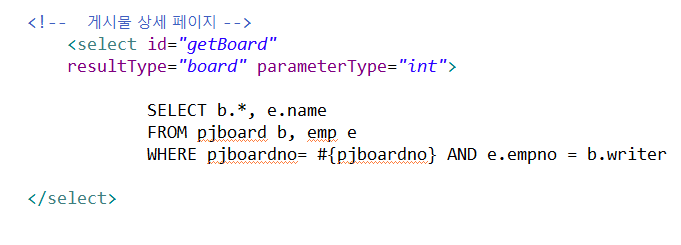 <!--  게시물 상세 페이지 -->
<select id="getBoard"
resultType="board" parameterType="int">
SELECT b.*, e.name
FROM pjboard b, emp e
WHERE pjboardno= #{pjboardno} AND e.empno = b.writer
</select>